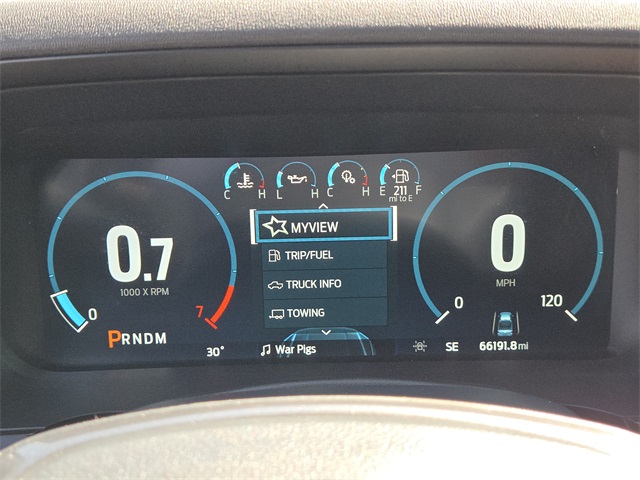 C H L H C H E 211 F
mi to E
MYVIEW
TRIP/FUEL
TRUCK INFO
TOWING
0.7
1000 X RPM
0 7
PRNDM
0
MPH
0 120
30° War Pigs SE 66191.8 mi